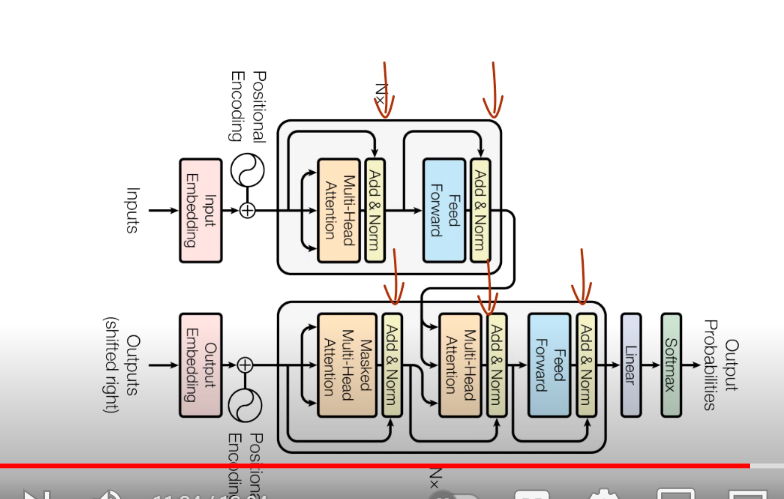 Positional
Encoding
N×
Inputs
Input
Embedding
Multi-Head
Attention
Add & Norm
Feed
Forward
Add & Norm
Outputs
(shifted right)
Output
Embedding
Masked
Multi-Head
Attention
Add & Norm
Multi-Head
Attention
Add & Norm
Feed
Forward
Add & Norm
Linear
Softmax
Output
Probabilities
N×